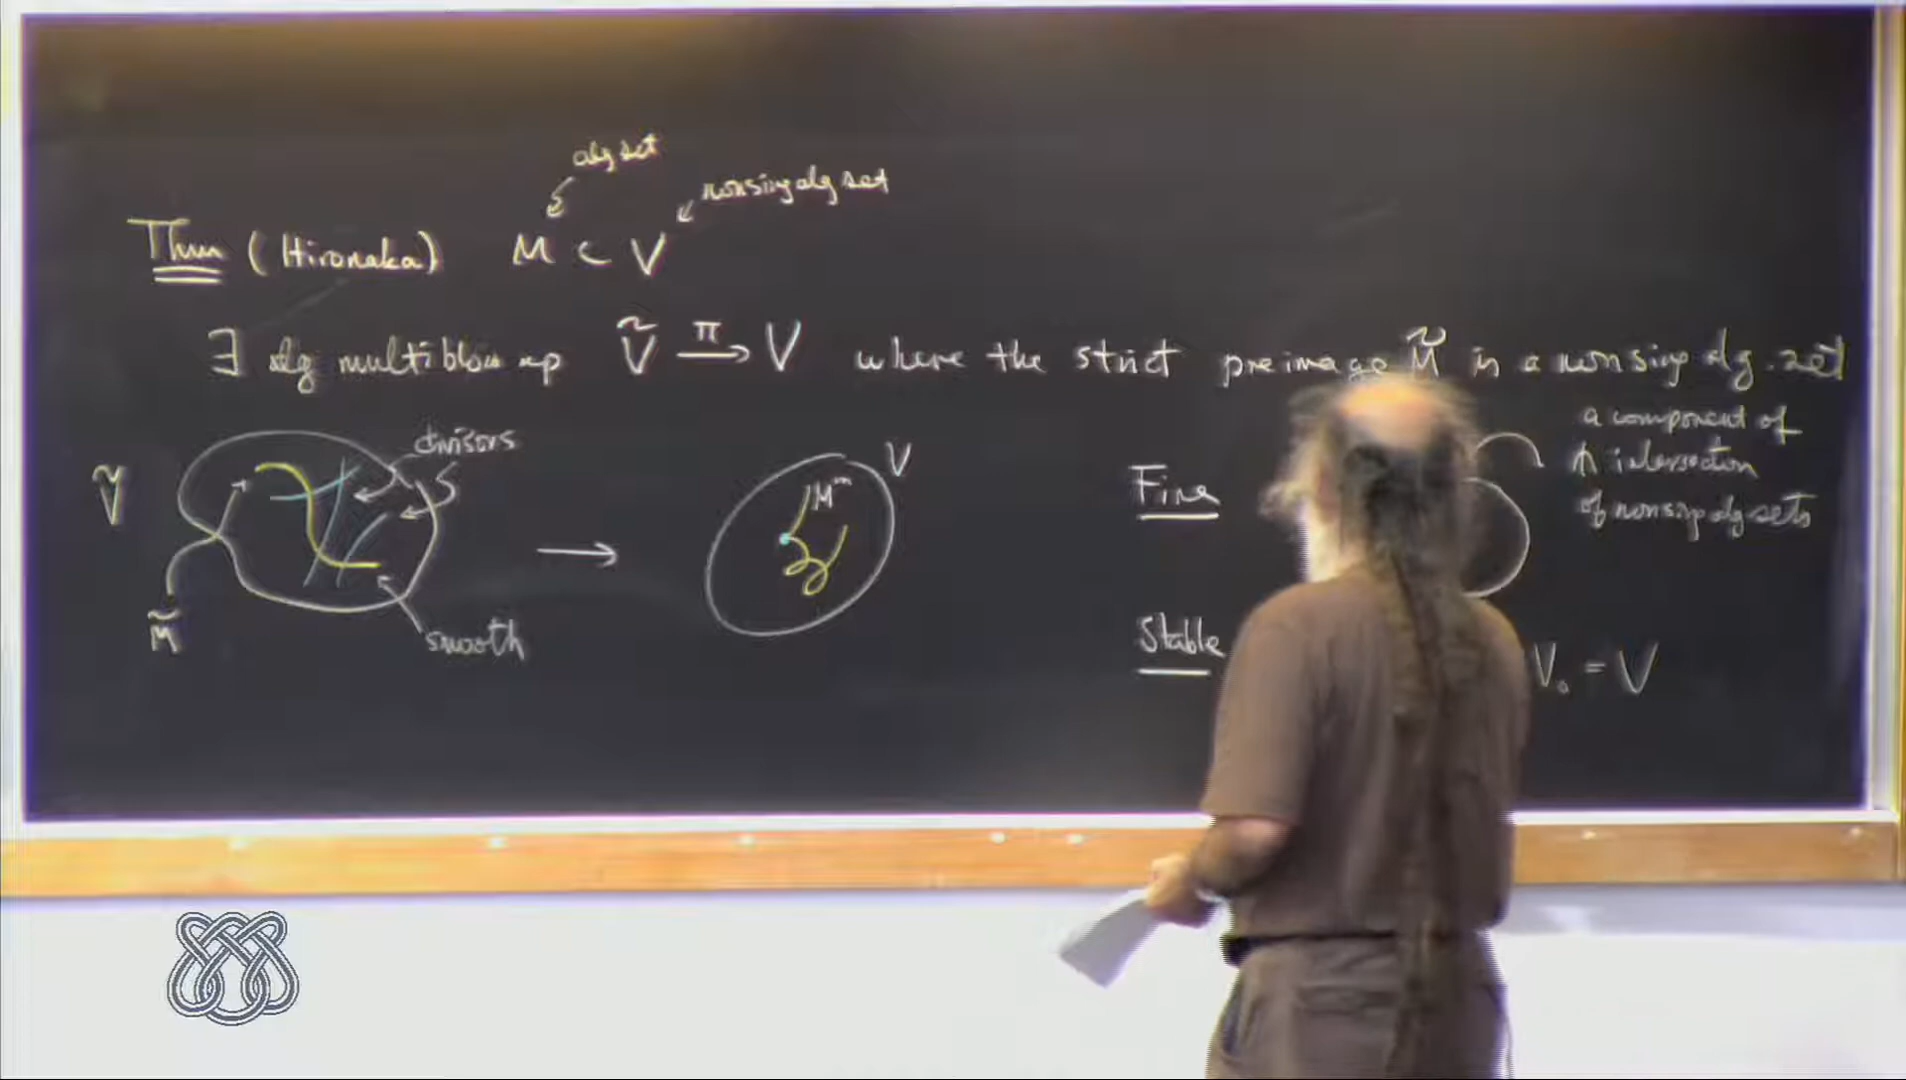 alg set
nonsing alg set
Thm (Hironaka) M ⊂ V
∃ alg multiblow up Ṽ —π→ V where the strict preimage M̃ is a nonsing alg. set
divisors
Ṽ
M̃
smooth
Mᵐ
V
Fine
a component of
⋔ intersection
of nonsing alg sets
Stable
V₀ = V